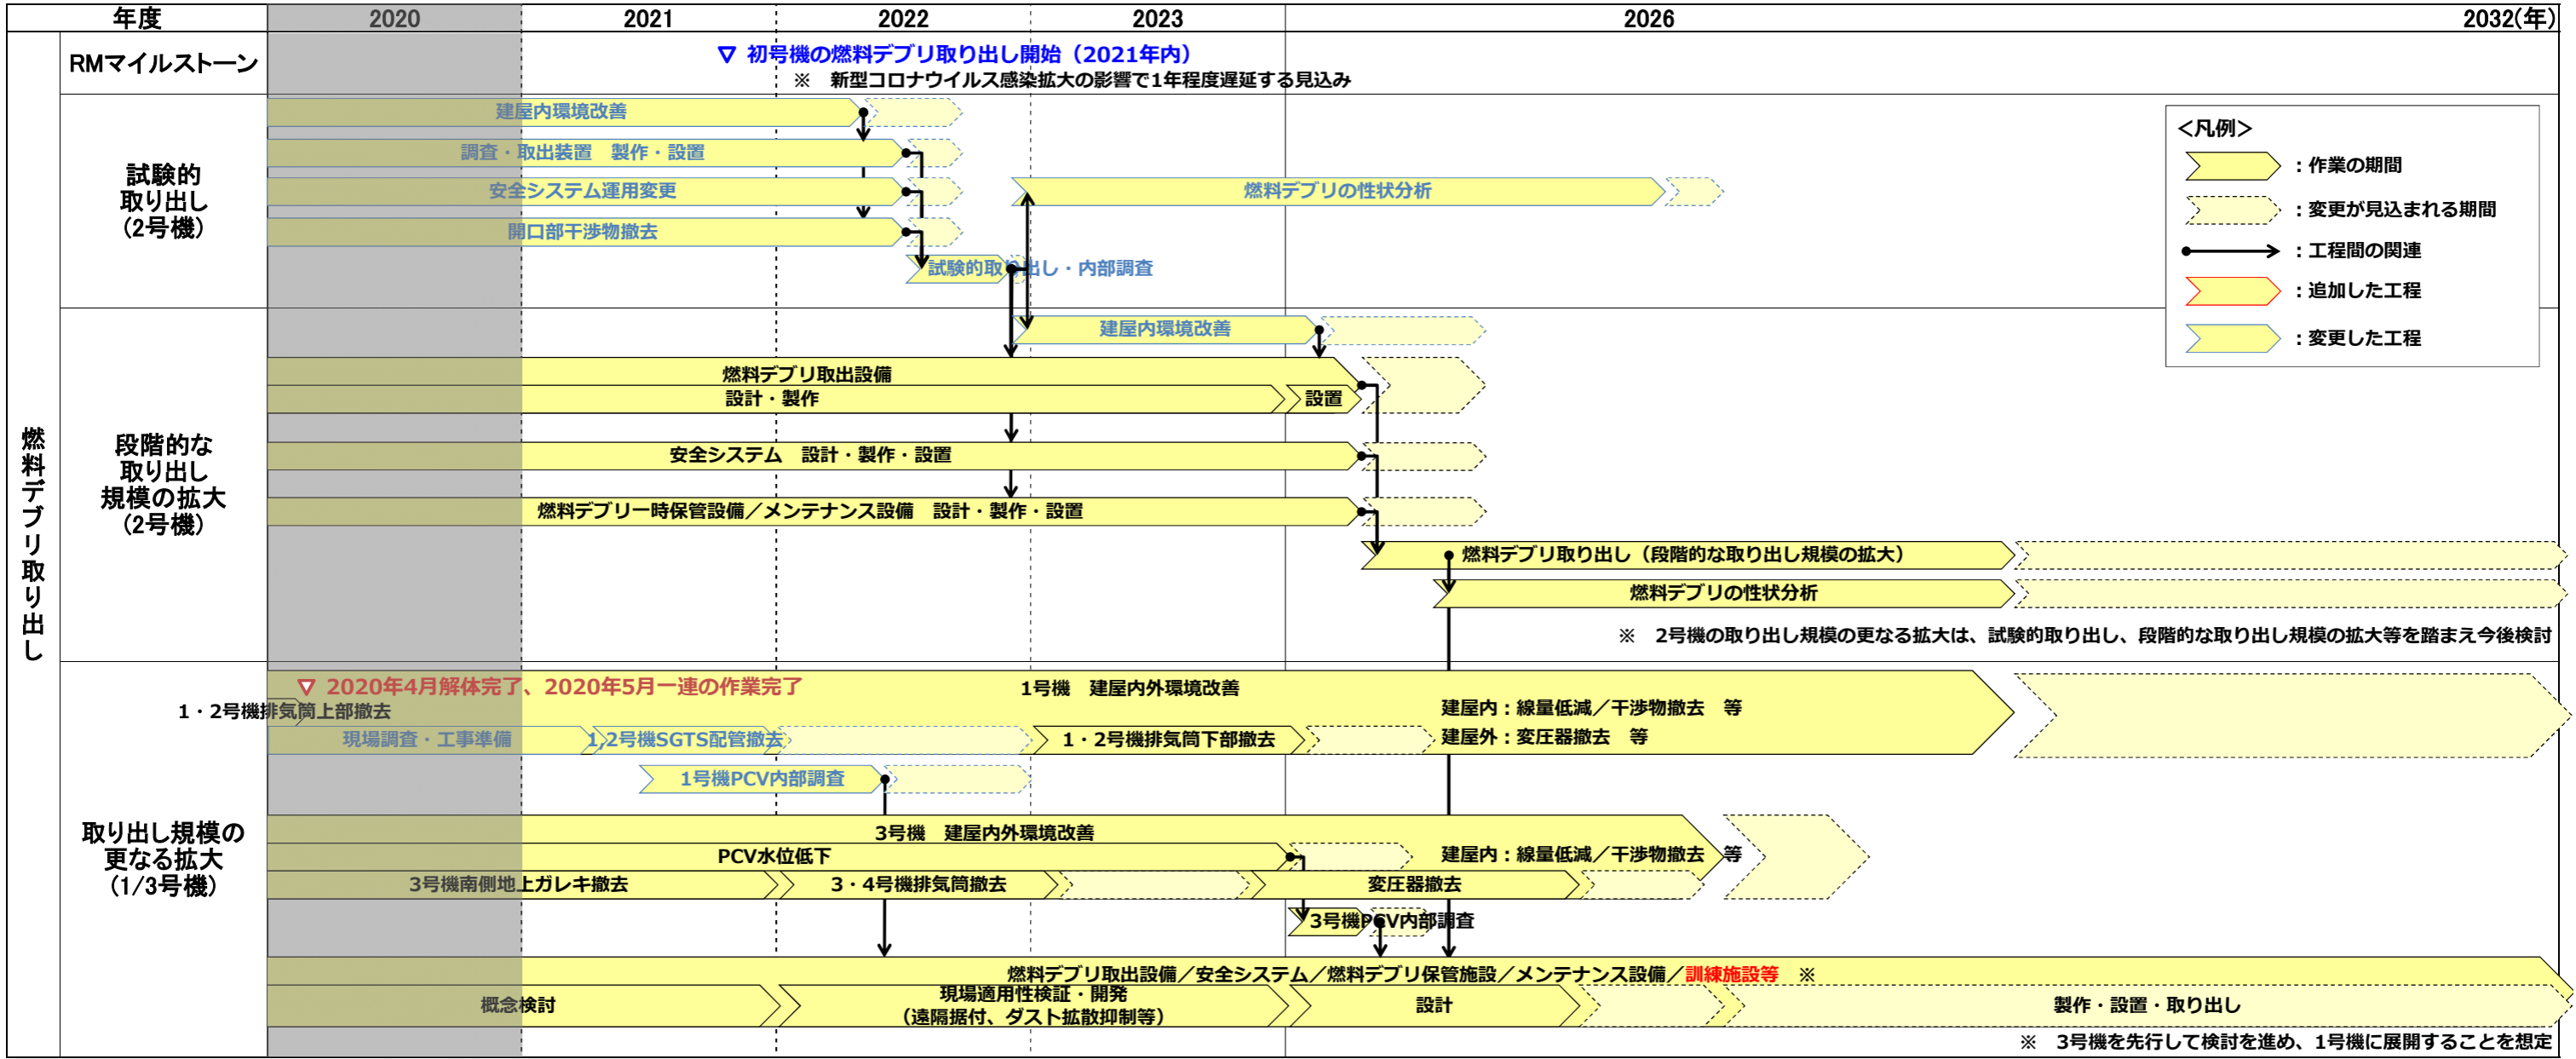 年度
2020
2021
2022
2023
2026
2032(年)
燃料デブリ取り出し
RMマイルストーン
▽ 初号機の燃料デブリ取り出し開始（2021年内）
※　新型コロナウイルス感染拡大の影響で1年程度遅延する見込み
試験的
取り出し
(2号機)
建屋内環境改善
調査・取出装置　製作・設置
安全システム運用変更
燃料デブリの性状分析
開口部干渉物撤去
試験的取り出し・内部調査
<凡例>
：作業の期間
：変更が見込まれる期間
：工程間の関連
：追加した工程
：変更した工程
段階的な
取り出し
規模の拡大
(2号機)
建屋内環境改善
燃料デブリ取出設備
設計・製作
設置
安全システム　設計・製作・設置
燃料デブリ一時保管設備／メンテナンス設備　設計・製作・設置
燃料デブリ取り出し（段階的な取り出し規模の拡大）
燃料デブリの性状分析
※　2号機の取り出し規模の更なる拡大は、試験的取り出し、段階的な取り出し規模の拡大等を踏まえ今後検討
取り出し規模の
更なる拡大
(1/3号機)
▽ 2020年4月解体完了、2020年5月一連の作業完了
1号機　建屋内外環境改善
1・2号機排気筒上部撤去
建屋内：線量低減／干渉物撤去　等
現場調査・工事準備
1,2号機SGTS配管撤去
1・2号機排気筒下部撤去
建屋外：変圧器撤去　等
1号機PCV内部調査
3号機　建屋内外環境改善
PCV水位低下
建屋内：線量低減／干渉物撤去　等
3号機南側地上ガレキ撤去
3・4号機排気筒撤去
変圧器撤去
3号機PCV内部調査
燃料デブリ取出設備／安全システム／燃料デブリ保管施設／メンテナンス設備／訓練施設等　※
概念検討
現場適用性検証・開発
（遠隔据付、ダスト拡散抑制等）
設計
製作・設置・取り出し
※　3号機を先行して検討を進め、1号機に展開することを想定